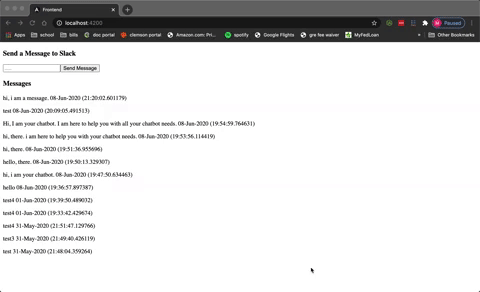 Frontend
localhost:4200
Paused
Apps school bills doc portal clemson portal Amazon.com: Pri... spotify Google Flights gre fee waiver MyFedLoan » Other Bookmarks
Send a Message to Slack
Send Message
Messages
hi, i am a message. 08-Jun-2020 (21:20:02.601179)
test 08-Jun-2020 (20:09:05.491513)
Hi, I am your chatbot. I am here to help you with all your chatbot needs. 08-Jun-2020 (19:54:59.764631)
hi, there. i am here to help you with your chatbot needs. 08-Jun-2020 (19:53:56.114419)
hi, there. 08-Jun-2020 (19:51:36.955696)
hello, there. 08-Jun-2020 (19:50:13.329307)
hi, i am your chatbot. 08-Jun-2020 (19:47:50.634463)
hello 08-Jun-2020 (19:36:57.897387)
test4 01-Jun-2020 (19:39:50.489032)
test4 01-Jun-2020 (19:33:42.429674)
test4 31-May-2020 (21:51:47.129766)
test3 31-May-2020 (21:49:40.426119)
test 31-May-2020 (21:48:04.359264)